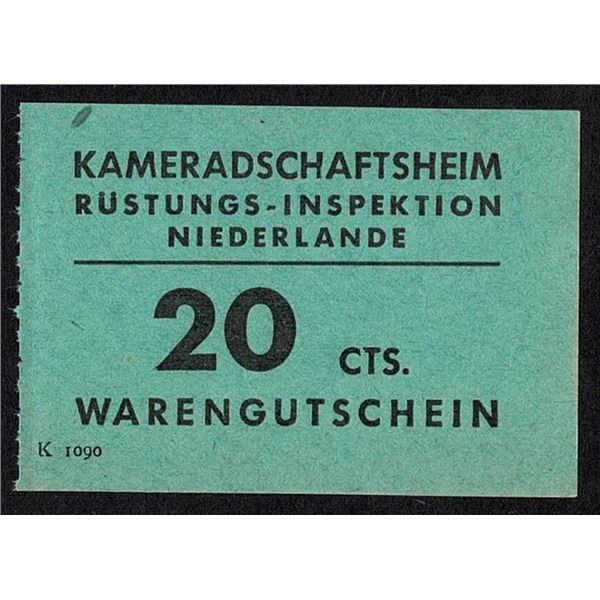 KAMERADSCHAFTSHEIM
RÜSTUNGS-INSPEKTION
NIEDERLANDE
20 CTS.
WARENGUTSCHEIN
K 1090